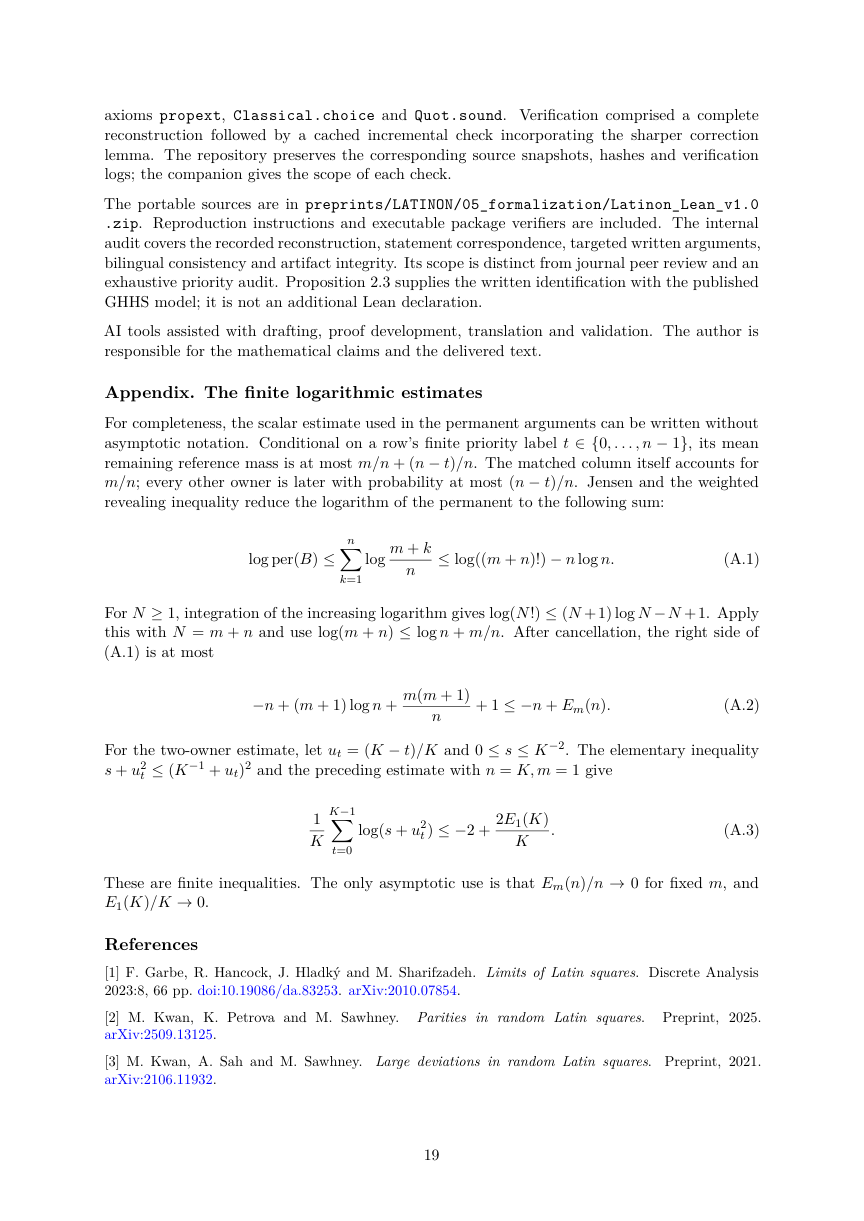 axioms propext, Classical.choice and Quot.sound. Verification comprised a complete
reconstruction followed by a cached incremental check incorporating the sharper correction
lemma. The repository preserves the corresponding source snapshots, hashes and verification
logs; the companion gives the scope of each check.
The portable sources are in preprints/LATINON/05_formalization/Latinon_Lean_v1.0
.zip. Reproduction instructions and executable package verifiers are included. The internal
audit covers the recorded reconstruction, statement correspondence, targeted written arguments,
bilingual consistency and artifact integrity. Its scope is distinct from journal peer review and an
exhaustive priority audit. Proposition 2.3 supplies the written identification with the published
GHHS model; it is not an additional Lean declaration.
AI tools assisted with drafting, proof development, translation and validation. The author is
responsible for the mathematical claims and the delivered text.
Appendix. The finite logarithmic estimates
For completeness, the scalar estimate used in the permanent arguments can be written without
asymptotic notation. Conditional on a row's finite priority label t ∈ {0, . . . , n − 1}, its mean
remaining reference mass is at most m/n + (n − t)/n. The matched column itself accounts for
m/n; every other owner is later with probability at most (n − t)/n. Jensen and the weighted
revealing inequality reduce the logarithm of the permanent to the following sum:
log per(B) ≤ ∑_{k=1}^{n} log \frac{m + k}{n} ≤ log((m + n)!) − n log n. (A.1)
For N ≥ 1, integration of the increasing logarithm gives log(N!) ≤ (N +1) log N − N +1. Apply
this with N = m + n and use log(m + n) ≤ log n + m/n. After cancellation, the right side of
(A.1) is at most
−n + (m + 1) log n + \frac{m(m + 1)}{n} + 1 ≤ −n + E_m(n). (A.2)
For the two-owner estimate, let u_t = (K − t)/K and 0 ≤ s ≤ K^{−2}. The elementary inequality
s + u_t^2 ≤ (K^{−1} + u_t)^2 and the preceding estimate with n = K, m = 1 give
\frac{1}{K} ∑_{t=0}^{K−1} log(s + u_t^2) ≤ −2 + \frac{2E_1(K)}{K}. (A.3)
These are finite inequalities. The only asymptotic use is that E_m(n)/n → 0 for fixed m, and
E_1(K)/K → 0.
References
[1] F. Garbe, R. Hancock, J. Hladký and M. Sharifzadeh. Limits of Latin squares. Discrete Analysis
2023:8, 66 pp. doi:10.19086/da.83253. arXiv:2010.07854.
[2] M. Kwan, K. Petrova and M. Sawhney. Parities in random Latin squares. Preprint, 2025.
arXiv:2509.13125.
[3] M. Kwan, A. Sah and M. Sawhney. Large deviations in random Latin squares. Preprint, 2021.
arXiv:2106.11932.
19